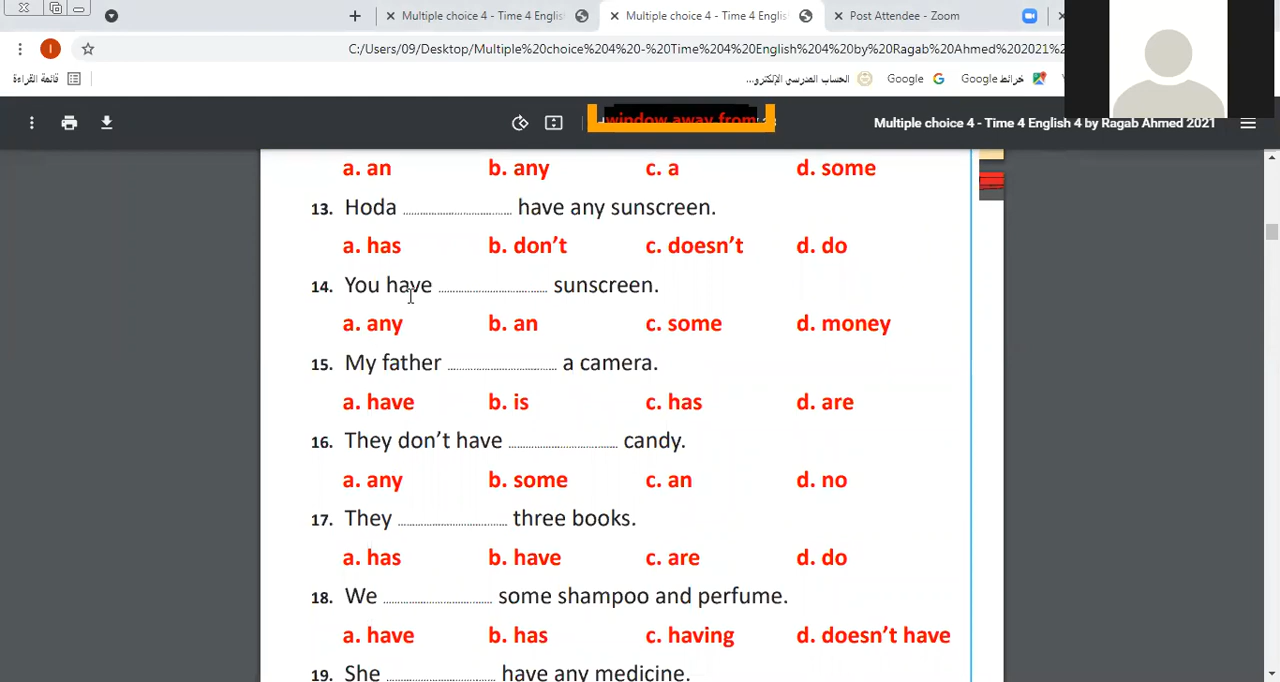 Multiple choice 4 - Time 4 Englis
Multiple choice 4 - Time 4 Englis
Post Attendee - Zoom
C:/Users/09/Desktop/Multiple%20choice%204%20-%20Time%204%20English%204%20by%20Ragab%20Ahmed%202021
قائمة القراءة
الحساب المدرسي الإلكترو...
Google
خرائط Google
window away from
Multiple choice 4 - Time 4 English 4 by Ragab Ahmed 2021
a. an b. any c. a d. some
13. Hoda ........................ have any sunscreen.
a. has b. don't c. doesn't d. do
14. You have ........................ sunscreen.
a. any b. an c. some d. money
15. My father ........................ a camera.
a. have b. is c. has d. are
16. They don't have ........................ candy.
a. any b. some c. an d. no
17. They ........................ three books.
a. has b. have c. are d. do
18. We ........................ some shampoo and perfume.
a. have b. has c. having d. doesn't have
19. She ........................ have any medicine.